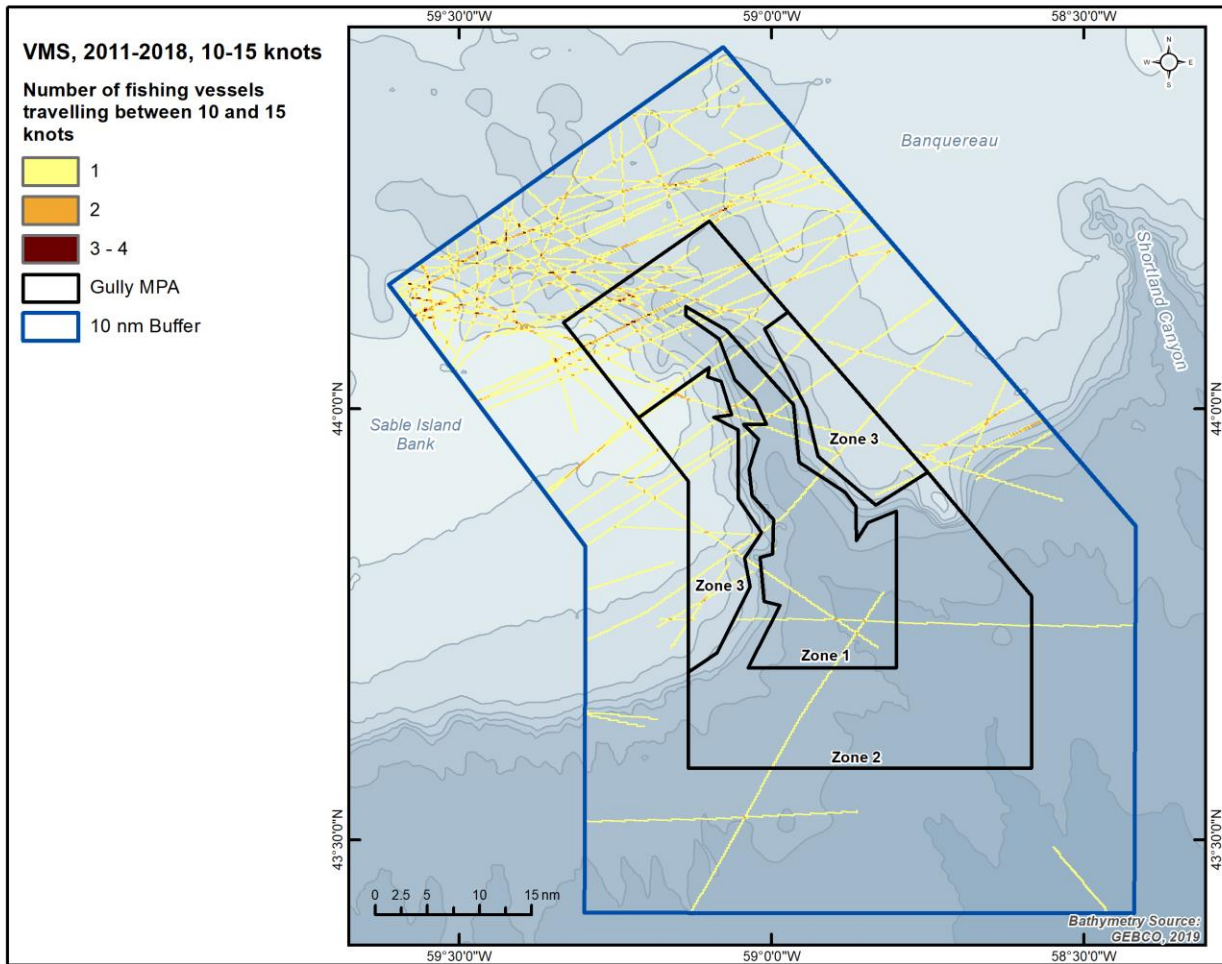 VMS, 2011-2018, 10-15 knots
Number of fishing vessels
travelling between 10 and 15
knots
1
2
3 - 4
Gully MPA
10 nm Buffer
59°30'0"W
59°0'0"W
58°30'0"W
N
W
E
S
Banquereau
Shortland Canyon
44°0'0"N
44°0'0"N
Sable Island
Bank
Zone 3
Zone 3
Zone 1
Zone 2
43°30'0"N
43°30'0"N
0 2.5 5 10 15 nm
Bathymetry Source:
GEBCO, 2019
59°30'0"W
59°0'0"W
58°30'0"W